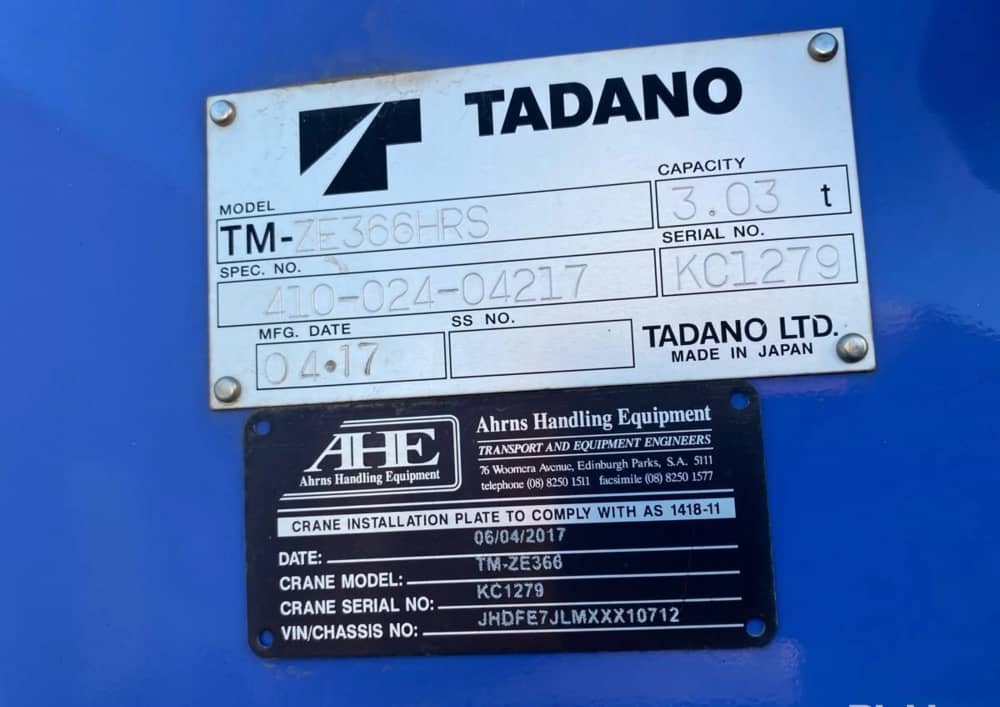 TADANO
MODEL
TM-ZE366HRS
CAPACITY
3.03 t
SPEC. NO.
410-024-04217
SERIAL NO.
KC1279
MFG. DATE
04·17
SS NO.
TADANO LTD.
MADE IN JAPAN
AHE
Ahrns Handling Equipment
Ahrns Handling Equipment
TRANSPORT AND EQUIPMENT ENGINEERS
76 Woomera Avenue, Edinburgh Parks, S.A. 5111
telephone (08) 8250 1511 facsimile (08) 8250 1577
CRANE INSTALLATION PLATE TO COMPLY WITH AS 1418-11
DATE: 06/04/2017
CRANE MODEL: TM-ZE366
CRANE SERIAL NO: KC1279
VIN/CHASSIS NO: JHDFE7JLMXXX10712